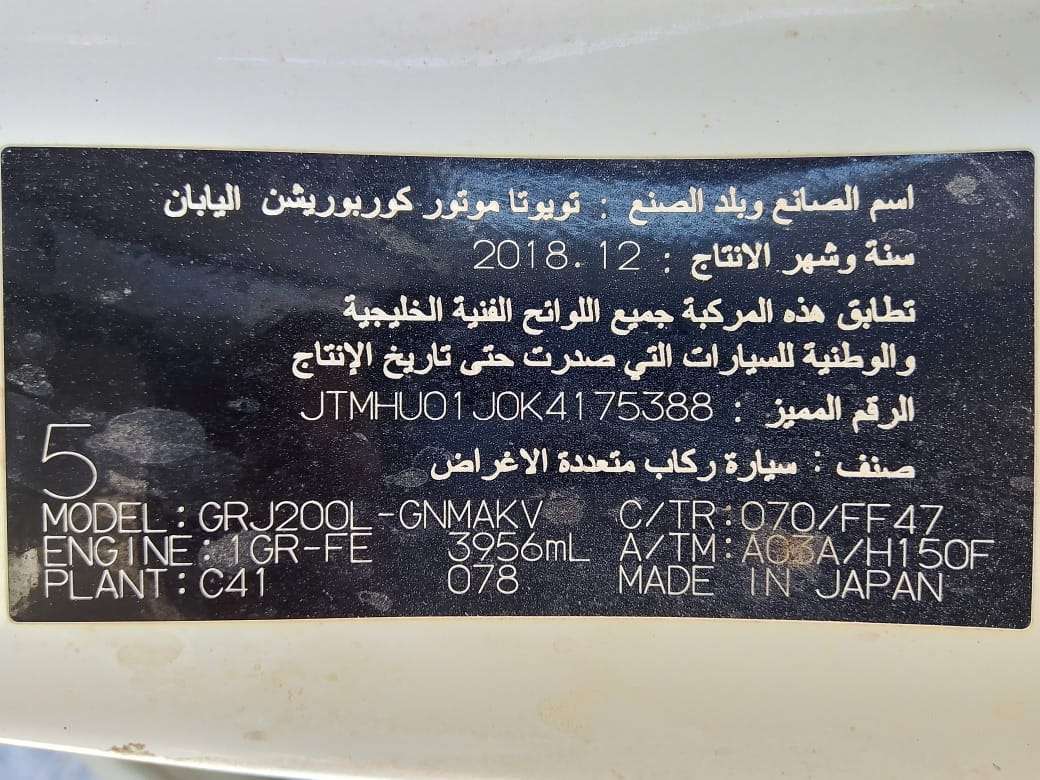 اسم الصانع وبلد الصنع : تويوتا موتور كوربوريشن اليابان
سنة وشهر الانتاج : 2018.12
تطابق هذه المركبة جميع اللوائح الفنية الخليجية
والوطنية للسيارات التي صدرت حتى تاريخ الإنتاج
الرقم المميز : JTMHU01J0K4175388
صنف : سيارة ركاب متعددة الاغراض
5
MODEL: GRJ200L-GNMAKV C/TR: 070/FF47
ENGINE: 1GR-FE 3956mL A/TM: A03A/H150F
PLANT: C41 078 MADE IN JAPAN